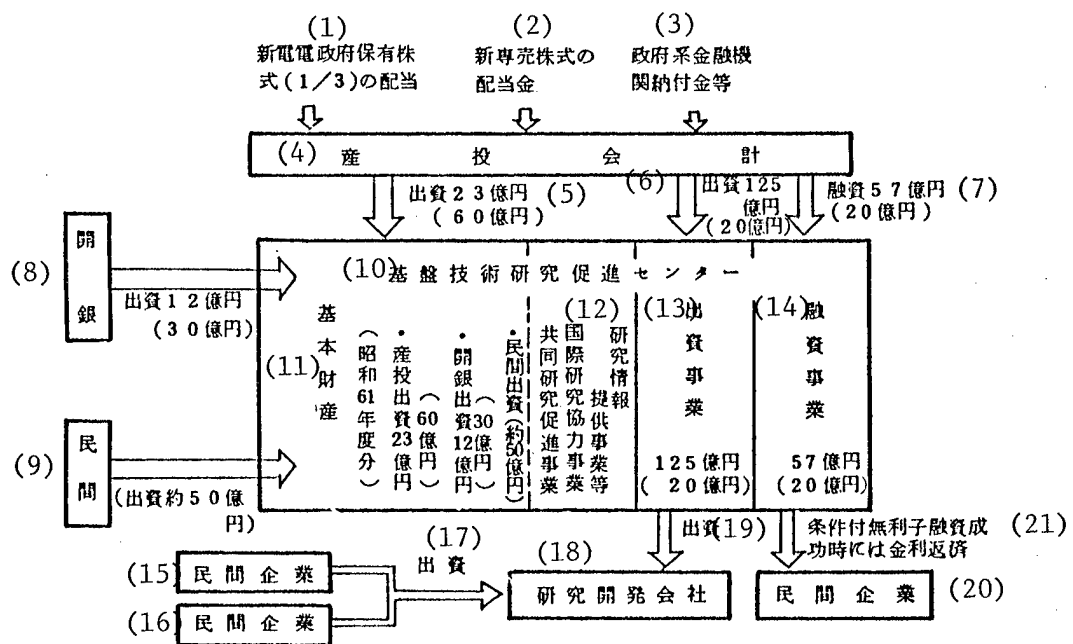 (1)
新電電政府保有株
式(1/3)の配当
(2)
新専売株式の
配当金
(3)
政府系金融機
関納付金等
(4) 産投会計
出資23億円 (5)
(60億円)
(6) 出資125
億円
(20億円)
融資57億円 (7)
(20億円)
(8) 開銀
出資12億円
(30億円)
(9) 民間
(出資約50億
円)
(10) 基盤技術研究促進センター
(11) 基本財産
(昭和61年度分)
・産投出資23億円
(60億円)
・開銀出資12億円
(30億円)
・民間出資(約50億円)
(12)
共同研究促進事業
国際研究協力事業
研究情報
提供事業等
(13) 出資事業
125億円
(20億円)
(14) 融資事業
57億円
(20億円)
(15) 民間企業
(16) 民間企業
(17)
出資
(18)
研究開発会社
出資(19)
条件付無利子融資成 (21)
功時には金利返済
民間企業 (20)